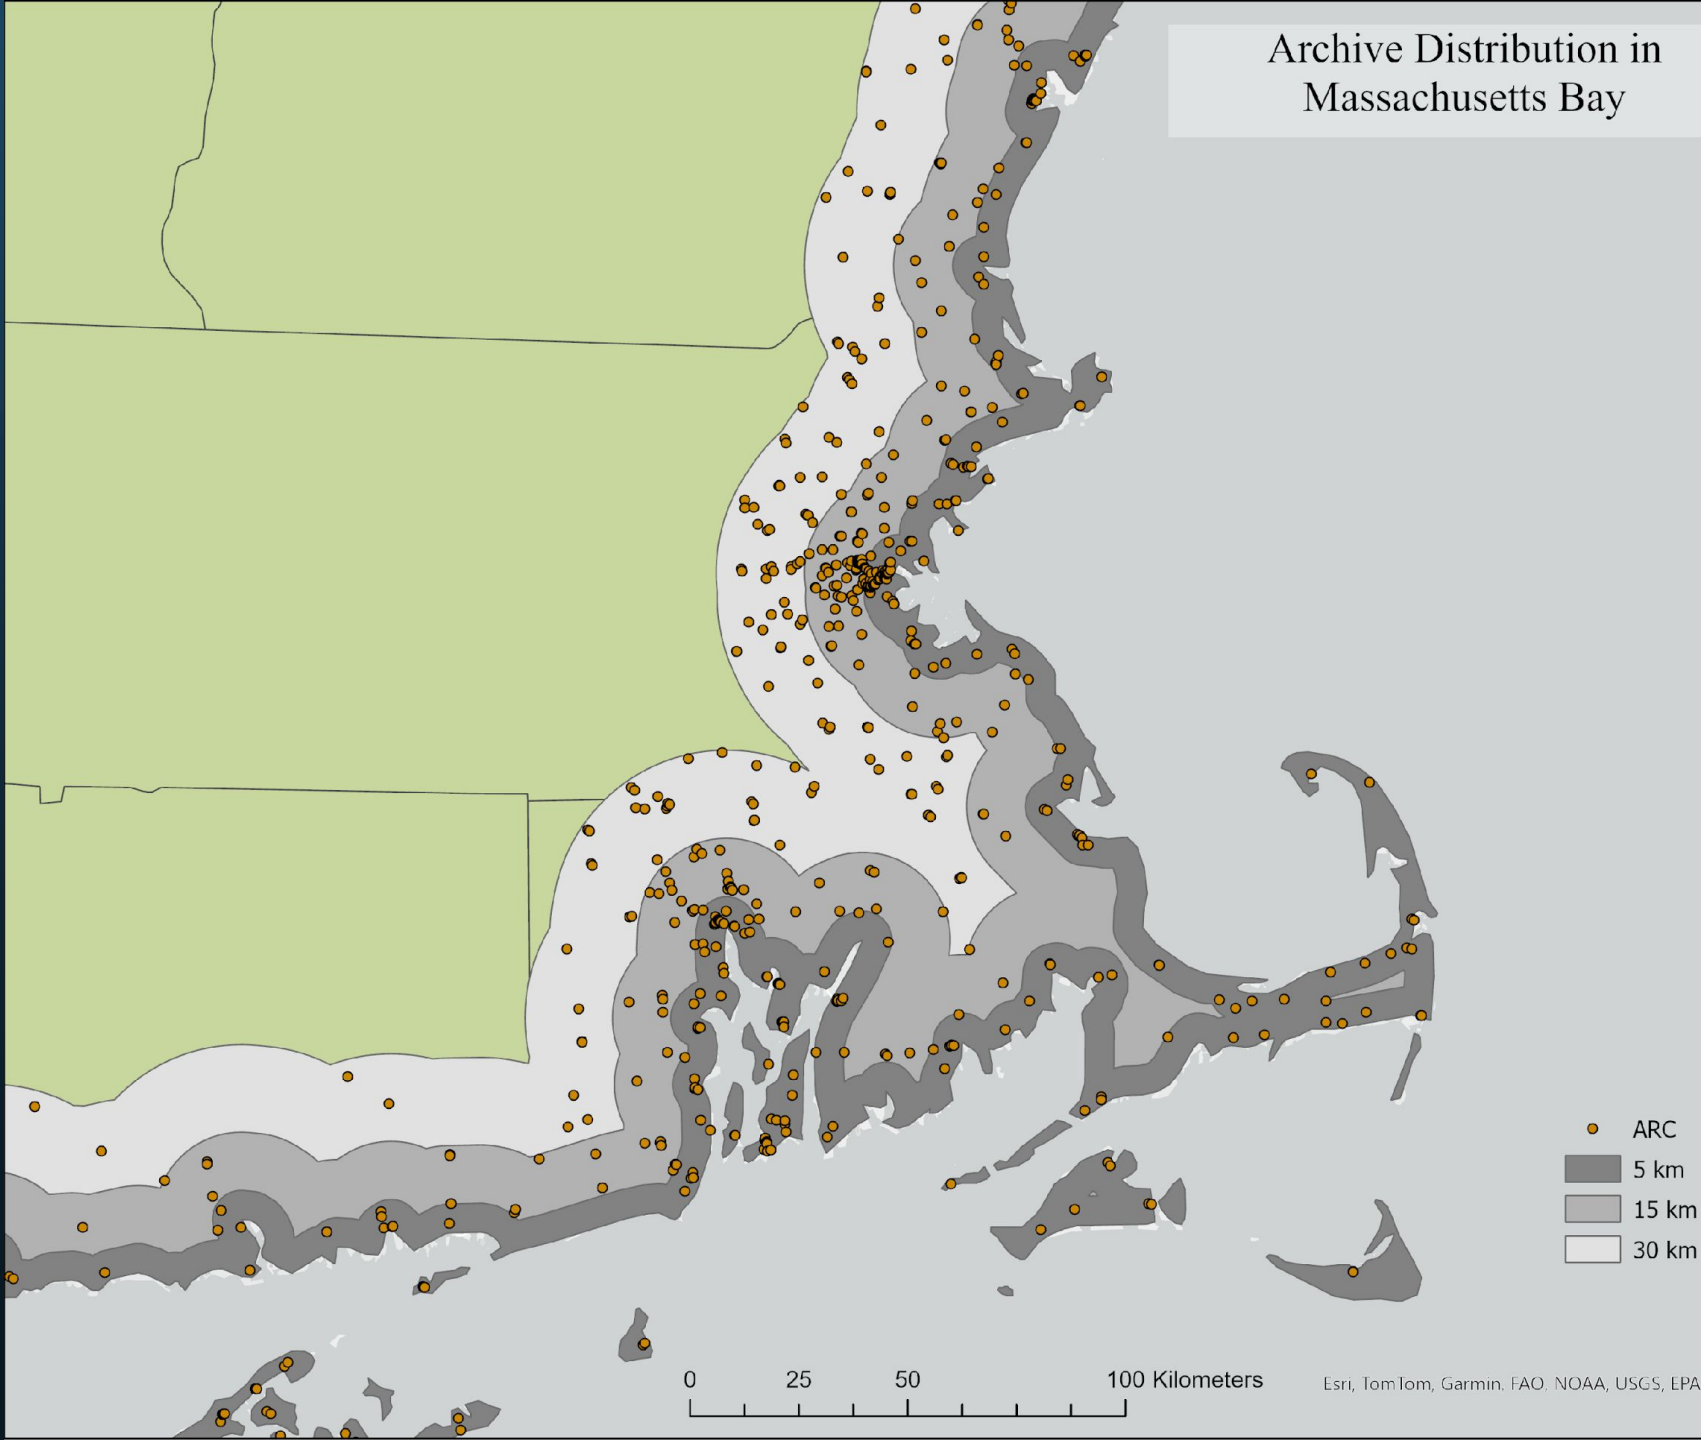 Archive Distribution in
Massachusetts Bay
ARC
5 km
15 km
30 km
0 25 50 100 Kilometers
Esri, TomTom, Garmin, FAO, NOAA, USGS, EPA